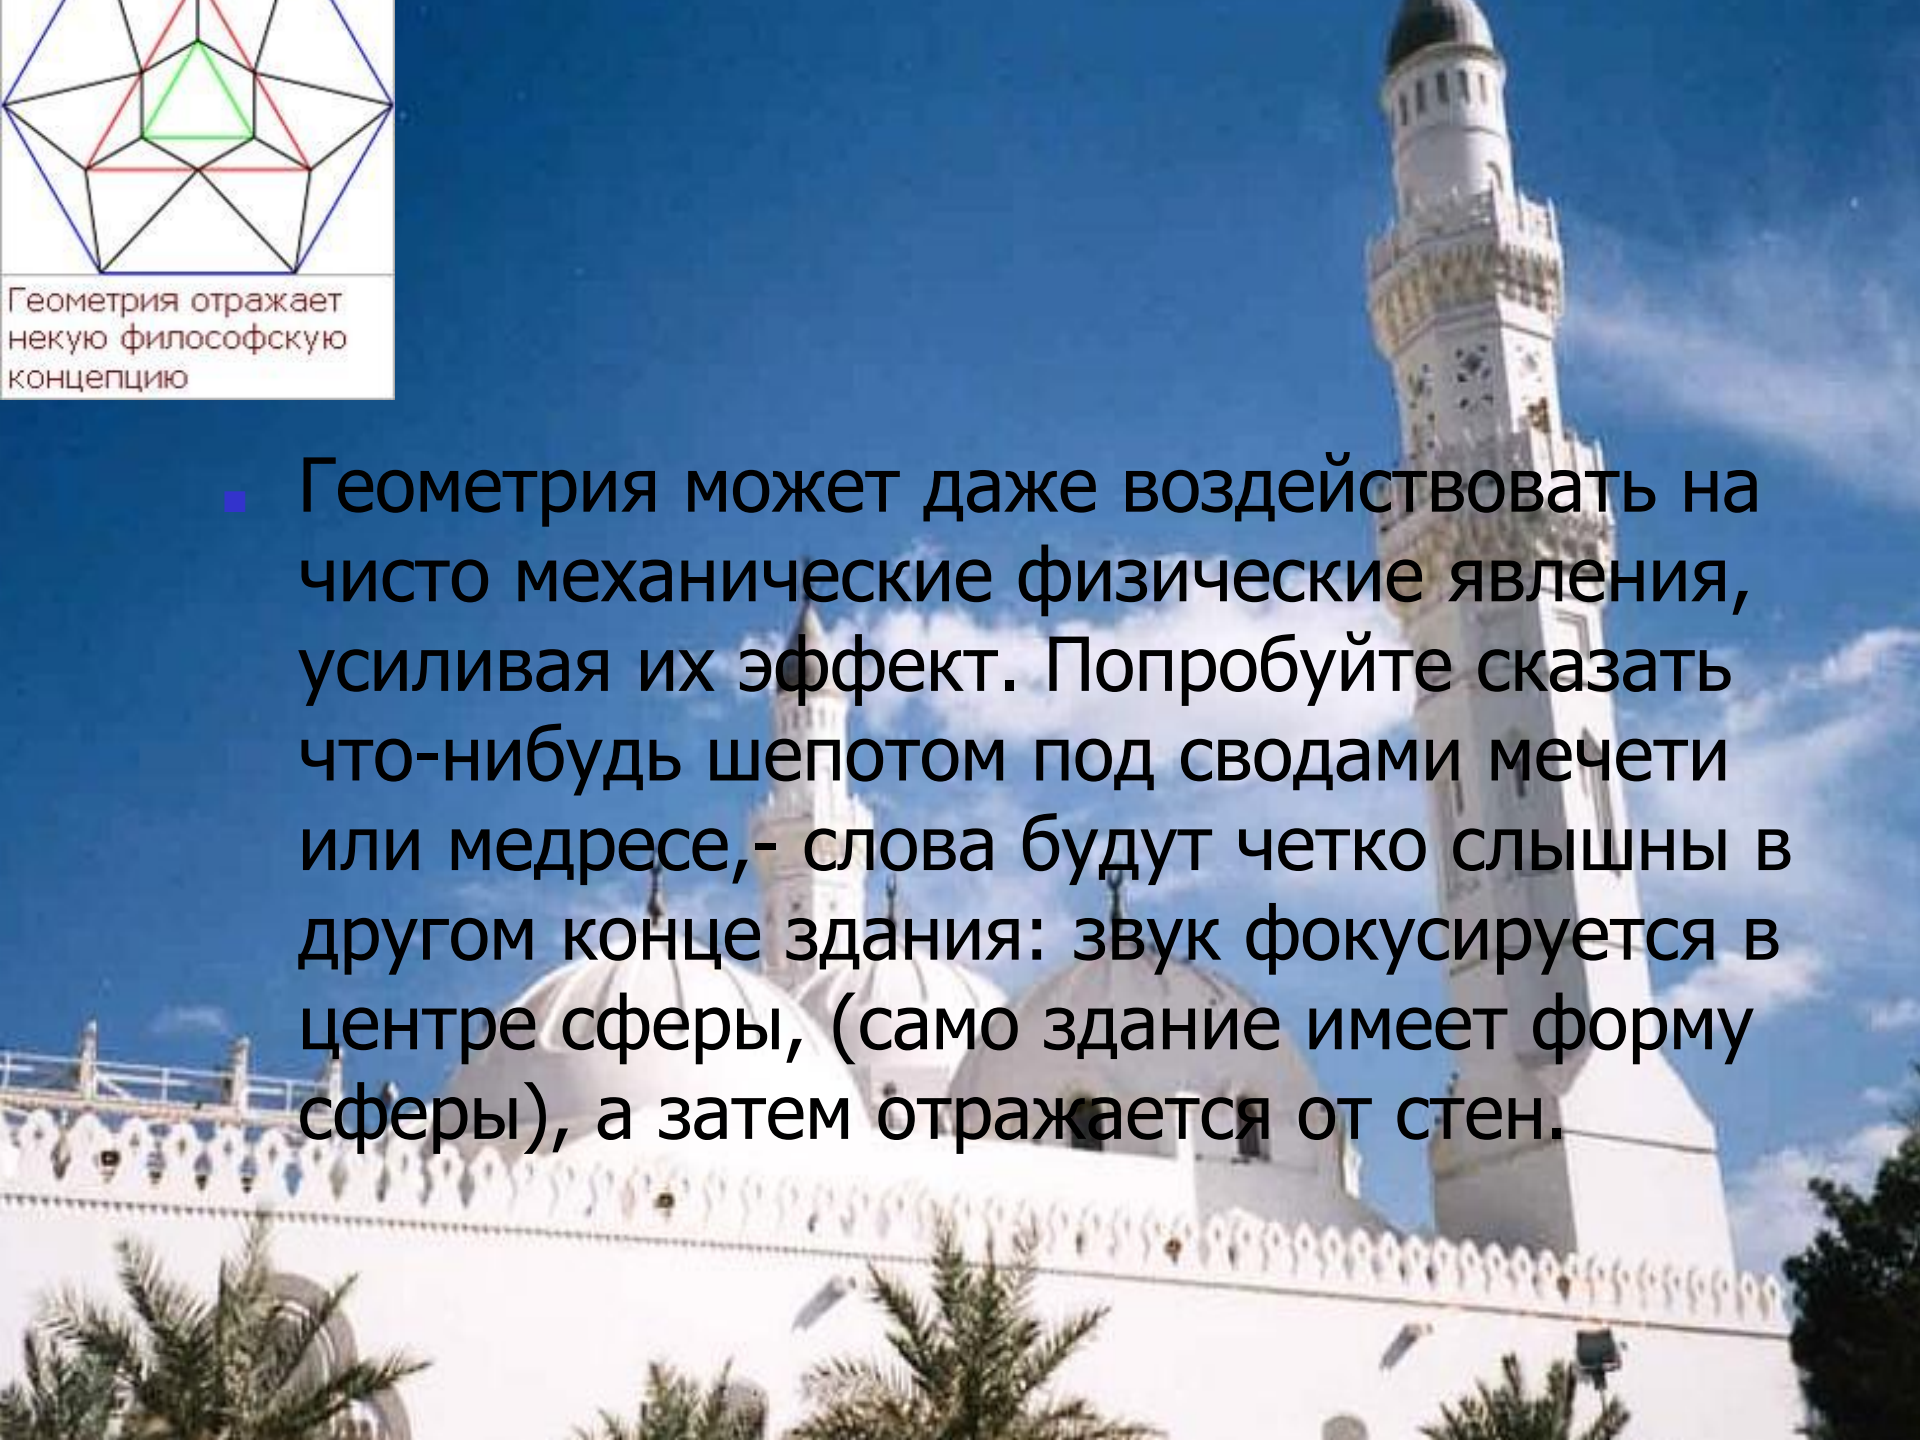 Геометрия отражает
некую философскую
концепцию
Геометрия может даже воздействовать на
чисто механические физические явления,
усиливая их эффект. Попробуйте сказать
что-нибудь шепотом под сводами мечети
или медресе,- слова будут четко слышны в
другом конце здания: звук фокусируется в
центре сферы, (само здание имеет форму
сферы), а затем отражается от стен.